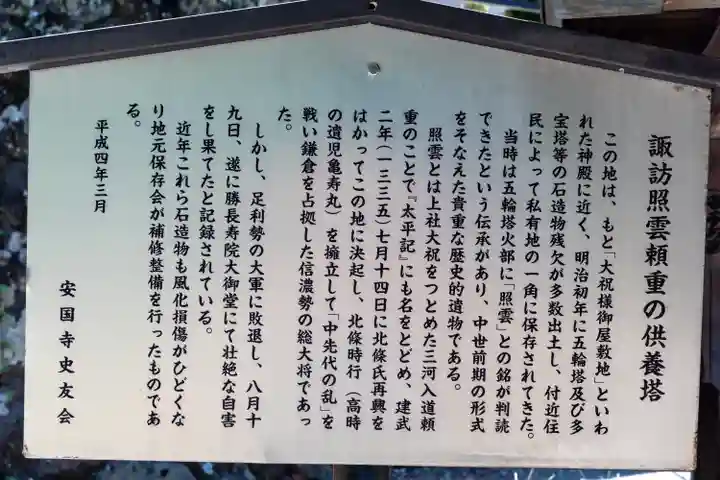 諏訪照雲頼重の供養塔
この地は、もと「大祝様御屋敷地」といわ
れた神殿に近く、明治初年に五輪塔及び多
宝塔等の石造物残欠が多数出土し、付近住
民によって私有地の一角に保存されてきた。
当時は五輪塔火部に「照雲」との銘が判読
できたという伝承があり、中世前期の形式
をそなえた貴重な歴史的遺物である。
照雲とは上社大祝をつとめた三河入道頼
重のことで『太平記』にも名をとどめ、建武
二年(一三三五)七月十四日に北條氏再興を
はかってこの地に決起し、北條時行(高時
の遺児亀寿丸)を擁立して「中先代の乱」を
戦い鎌倉を占拠した信濃勢の総大将であっ
た。
しかし、足利勢の大軍に敗退し、八月十
九日、遂に勝長寿院大御堂にて壮絶な自害
をし果てたと記録されている。
近年これら石造物も風化損傷がひどくな
り地元保存会が補修整備を行ったものであ
る。
平成四年三月
安国寺史友会